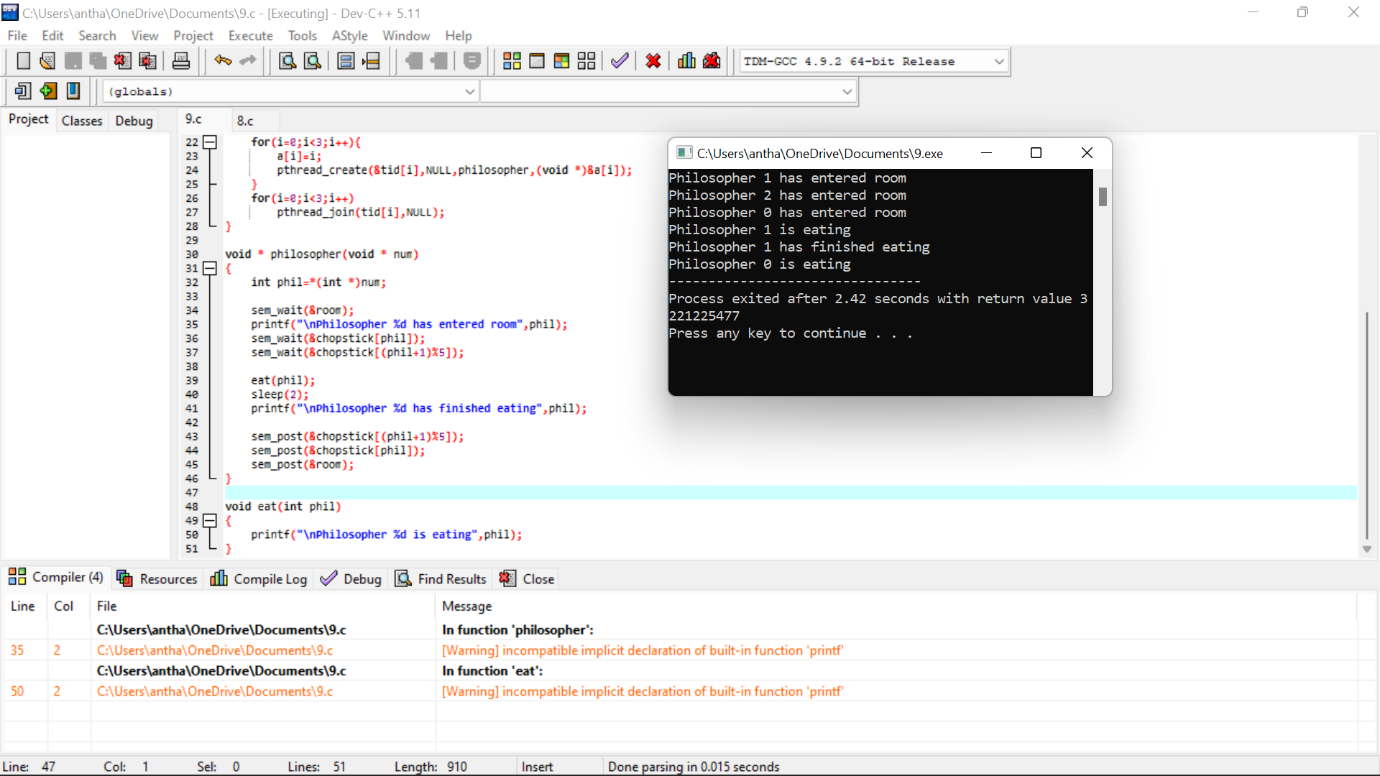 C:\Users\antha\OneDrive\Documents\9.c - [Executing] - Dev-C++ 5.11
File Edit Search View Project Execute Tools AStyle Window Help
TDM-GCC 4.9.2 64-bit Release
(globals)
Project Classes Debug
9.c 8.c
22 for(i=0;i<3;i++){
23 a[i]=i;
24 pthread_create(&tid[i],NULL,philosopher,(void *)&a[i]);
25 }
26 for(i=0;i<3;i++)
27 pthread_join(tid[i],NULL);
28 }
29
30 void * philosopher(void * num)
31 {
32 int phil=*(int *)num;
33
34 sem_wait(&room);
35 printf("\nPhilosopher %d has entered room",phil);
36 sem_wait(&chopstick[phil]);
37 sem_wait(&chopstick[(phil+1)%5]);
38
39 eat(phil);
40 sleep(2);
41 printf("\nPhilosopher %d has finished eating",phil);
42
43 sem_post(&chopstick[(phil+1)%5]);
44 sem_post(&chopstick[phil]);
45 sem_post(&room);
46 }
47
48 void eat(int phil)
49 {
50 printf("\nPhilosopher %d is eating",phil);
51 }
C:\Users\antha\OneDrive\Documents\9.exe
Philosopher 1 has entered room
Philosopher 2 has entered room
Philosopher 0 has entered room
Philosopher 1 is eating
Philosopher 1 has finished eating
Philosopher 0 is eating
--------------------------------
Process exited after 2.42 seconds with return value 3
221225477
Press any key to continue . . .
Compiler (4) Resources Compile Log Debug Find Results Close
Line Col File Message
C:\Users\antha\OneDrive\Documents\9.c In function 'philosopher':
35 2 C:\Users\antha\OneDrive\Documents\9.c [Warning] incompatible implicit declaration of built-in function 'printf'
C:\Users\antha\OneDrive\Documents\9.c In function 'eat':
50 2 C:\Users\antha\OneDrive\Documents\9.c [Warning] incompatible implicit declaration of built-in function 'printf'
Line: 47 Col: 1 Sel: 0 Lines: 51 Length: 910 Insert Done parsing in 0.015 seconds